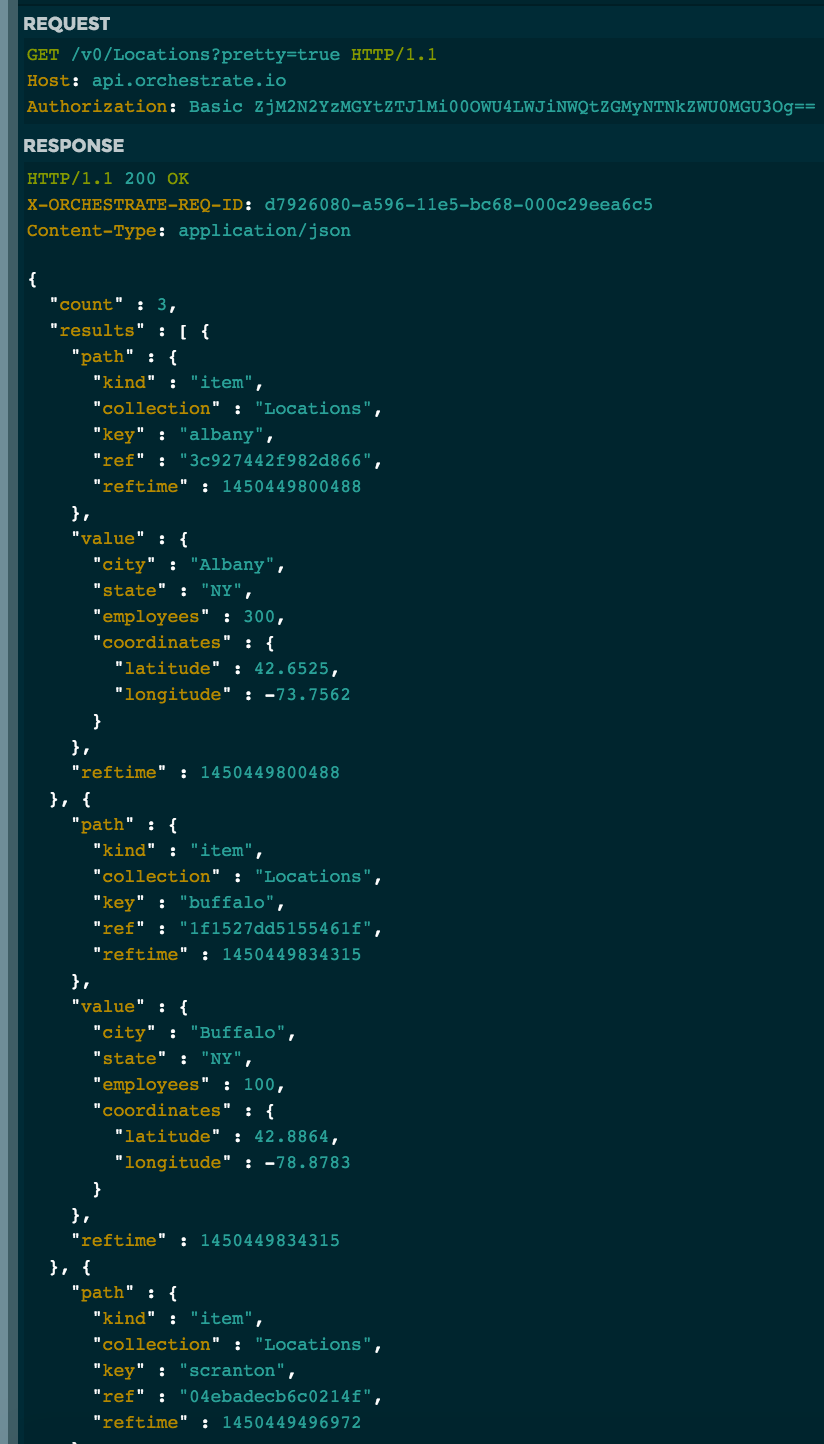 REQUEST
GET /v0/Locations?pretty=true HTTP/1.1
Host: api.orchestrate.io
Authorization: Basic ZjM2N2YzMGYtZTJlMi00OWU4LWJiNWQtZGMyNTNkZWU0MGU3Og==
RESPONSE
HTTP/1.1 200 OK
X-ORCHESTRATE-REQ-ID: d7926080-a596-11e5-bc68-000c29eea6c5
Content-Type: application/json
{
  "count" : 3,
  "results" : [ {
    "path" : {
      "kind" : "item",
      "collection" : "Locations",
      "key" : "albany",
      "ref" : "3c927442f982d866",
      "reftime" : 1450449800488
    },
    "value" : {
      "city" : "Albany",
      "state" : "NY",
      "employees" : 300,
      "coordinates" : {
        "latitude" : 42.6525,
        "longitude" : -73.7562
      }
    },
    "reftime" : 1450449800488
  }, {
    "path" : {
      "kind" : "item",
      "collection" : "Locations",
      "key" : "buffalo",
      "ref" : "1f1527dd5155461f",
      "reftime" : 1450449834315
    },
    "value" : {
      "city" : "Buffalo",
      "state" : "NY",
      "employees" : 100,
      "coordinates" : {
        "latitude" : 42.8864,
        "longitude" : -78.8783
      }
    },
    "reftime" : 1450449834315
  }, {
    "path" : {
      "kind" : "item",
      "collection" : "Locations",
      "key" : "scranton",
      "ref" : "04ebadecb6c0214f",
      "reftime" : 1450449496972